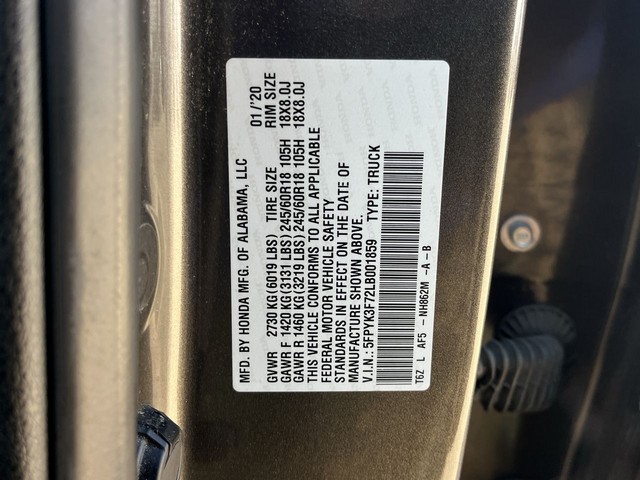 MFD. BY HONDA MFG. OF ALABAMA, LLC 01/'20
GVWR 2730 KG(6019 LBS) TIRE SIZE RIM SIZE
GAWR F 1420 KG(3131 LBS) 245/60R18 105H 18X8.0J
GAWR R 1460 KG(3219 LBS) 245/60R18 105H 18X8.0J
THIS VEHICLE CONFORMS TO ALL APPLICABLE
FEDERAL MOTOR VEHICLE SAFETY
STANDARDS IN EFFECT ON THE DATE OF
MANUFACTURE SHOWN ABOVE.
V.I.N.: 5FPYK3F72LB001859 TYPE: TRUCK
T6Z L AF5 - NH862M -A -B